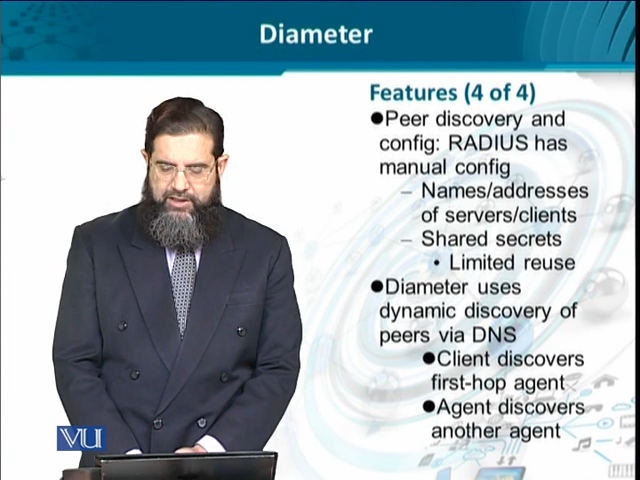 Diameter
Features (4 of 4)
●Peer discovery and
config: RADIUS has
manual config
– Names/addresses
of servers/clients
– Shared secrets
• Limited reuse
●Diameter uses
dynamic discovery of
peers via DNS
●Client discovers
first-hop agent
●Agent discovers
another agent
VU